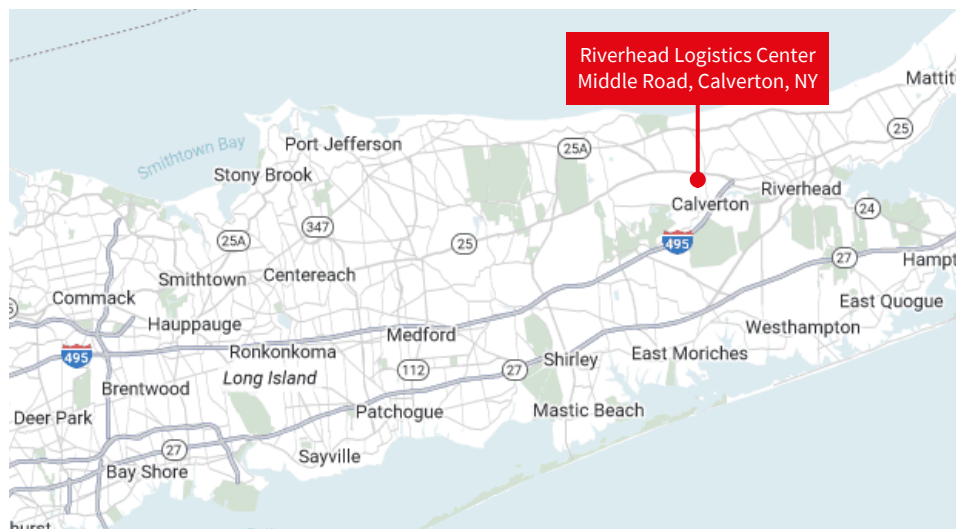 Riverhead Logistics Center
Middle Road, Calverton, NY
Mattit
25
25A
Port Jefferson
Smithtown Bay
Stony Brook
Riverhead
Calverton
24
347
25A
25
495
27
Hampt
Smithtown
Centereach
Commack
East Quogue
Hauppauge
Medford
Westhampton
495
Ronkonkoma
Long Island
112
27
Shirley
East Moriches
Brentwood
Patchogue
Mastic Beach
Deer Park
27
Sayville
Bay Shore
hurst